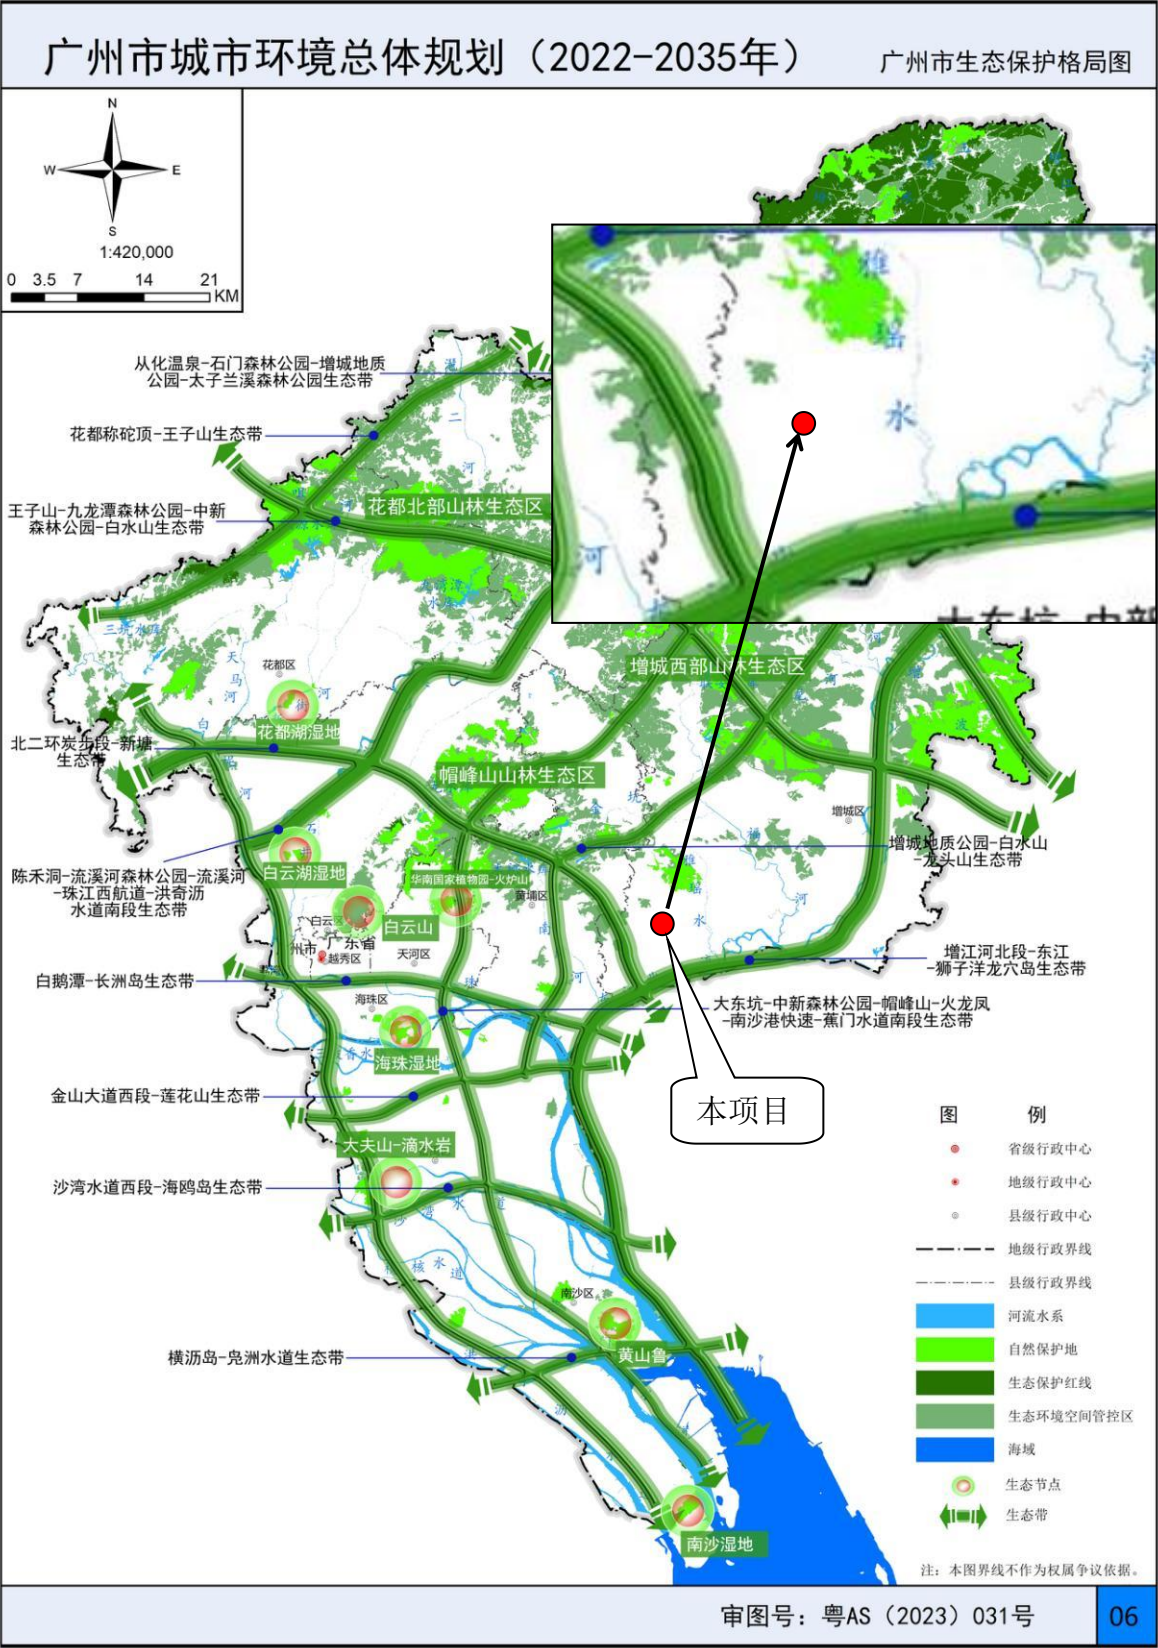 广州市城市环境总体规划（2022-2035年）
广州市生态保护格局图
N
W
E
S
1:420,000
0 3.5 7 14 21
KM
从化温泉-石门森林公园-增城地质
公园-太子兰溪森林公园生态带
花都称砣顶-王子山生态带
王子山-九龙潭森林公园-中新
森林公园-白水山生态带
花都北部山林生态区
雅
瑶
水
河
三坑水库
天
马
河
花都区
花都湖湿地
增城西部山林生态区
北二环炭步段-新塘
生态带
帽峰山山林生态区
增城区
增城地质公园-白水山
-龙头山生态带
陈禾洞-流溪河森林公园-流溪河
-珠江西航道-洪奇沥
水道南段生态带
白云湖湿地
华南国家植物园-火炉山
黄埔区
白云区
白云山
州市
广东省
越秀区
天河区
增江河北段-东江
-狮子洋龙穴岛生态带
白鹅潭-长洲岛生态带
海珠区
大东坑-中新森林公园-帽峰山-火龙凤
-南沙港快速-蕉门水道南段生态带
海珠湿地
金山大道西段-莲花山生态带
本项目
大夫山-滴水岩
沙湾水道西段-海鸥岛生态带
沙
湾
水
道
南沙区
黄山鲁
横沥岛-凫洲水道生态带
南沙湿地
图 例
省级行政中心
地级行政中心
县级行政中心
地级行政界线
县级行政界线
河流水系
自然保护地
生态保护红线
生态环境空间管控区
海域
生态节点
生态带
注：本图界线不作为权属争议依据。
审图号：粤AS（2023）031号
06